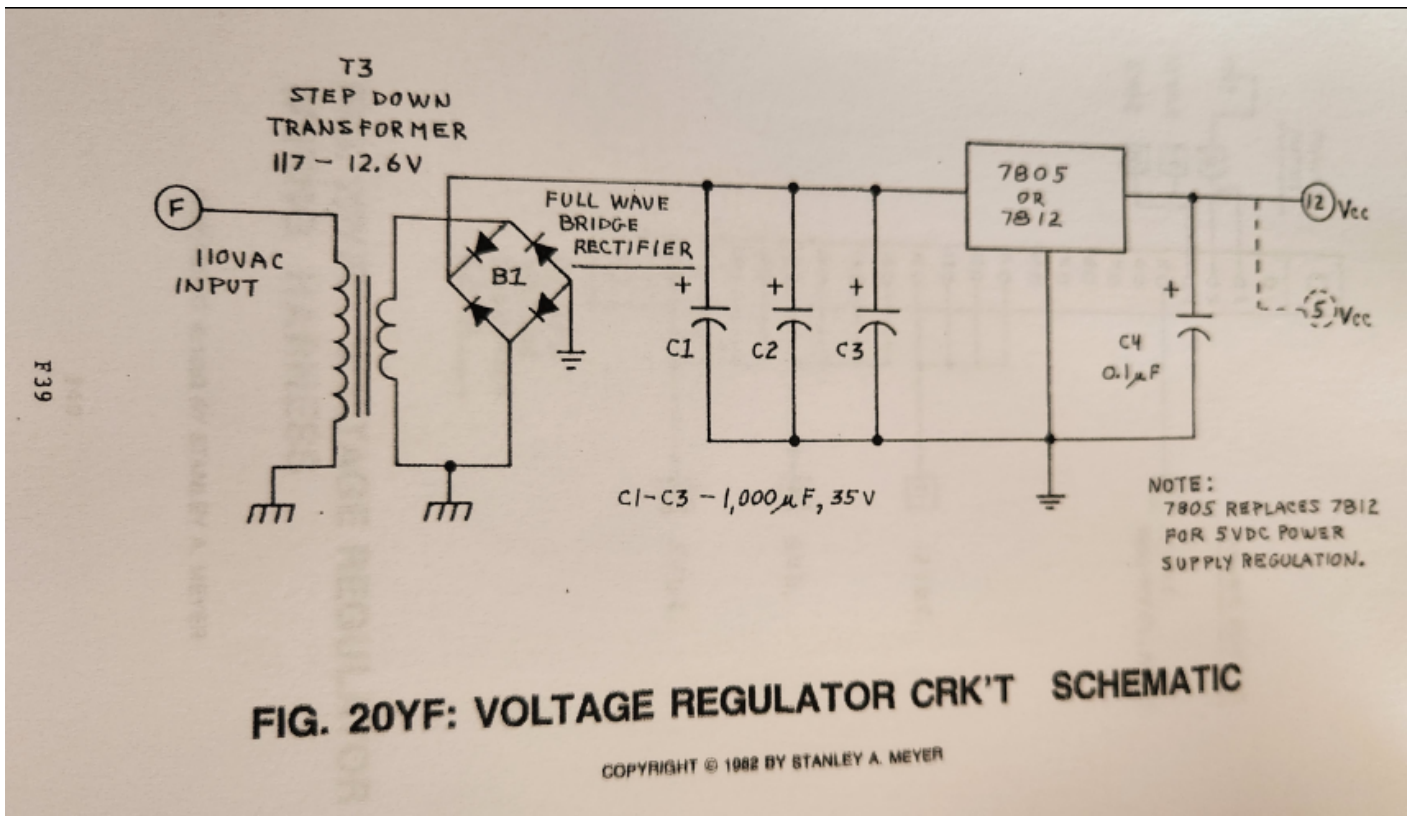 T3
STEP DOWN
TRANSFORMER
117 - 12.6V
F
110VAC
INPUT
FULL WAVE
BRIDGE
RECTIFIER
B1
+
C1
+
C2
+
C3
7805
OR
7812
12 Vcc
5 Vcc
+
C4
0.1µF
C1-C3 - 1,000µF, 35V
NOTE:
7805 REPLACES 7812
FOR 5VDC POWER
SUPPLY REGULATION.
F39
FIG. 20YF: VOLTAGE REGULATOR CRK'T SCHEMATIC
COPYRIGHT © 1982 BY STANLEY A. MEYER